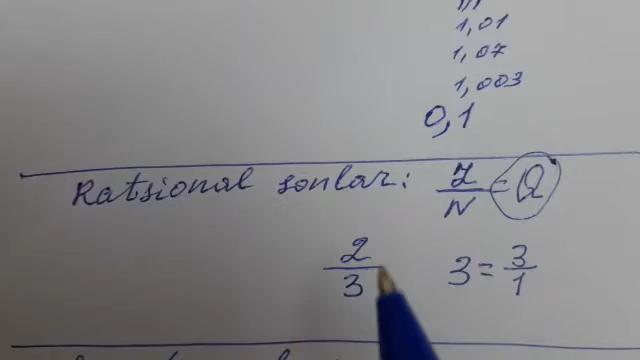 1,01
1,07
1,003
0,1
Ratsional sonlar: Z/N = Q
2/3 3 = 3/1